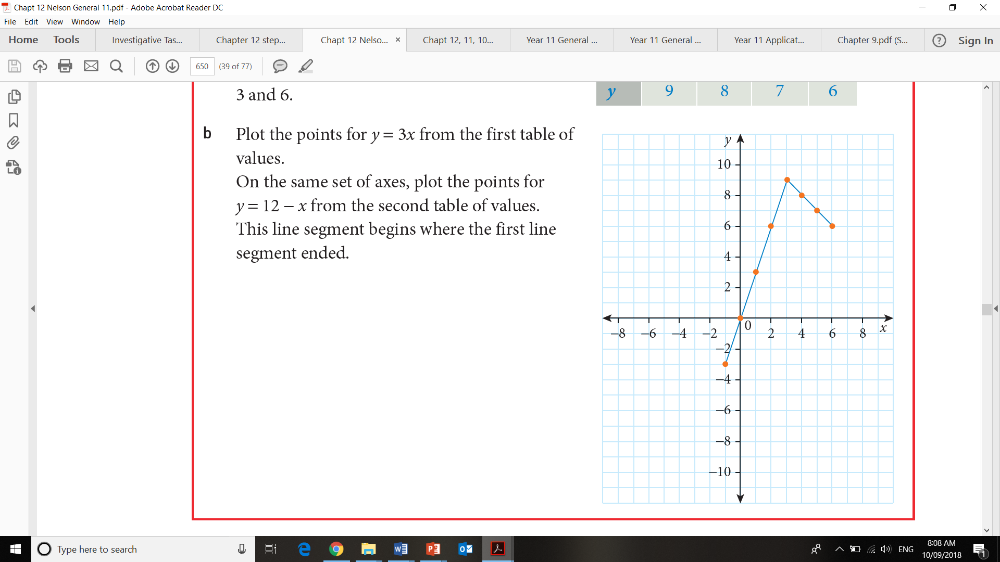 Chapt 12 Nelson General 11.pdf - Adobe Acrobat Reader DC
File Edit View Window Help
Home Tools Investigative Tas... Chapter 12 step... Chapt 12 Nelso... × Chapt 12, 11, 10... Year 11 General ... Year 11 General ... Year 11 Applicat... Chapter 9.pdf (S... ? Sign In
650 (39 of 77)
3 and 6.
y 9 8 7 6
b Plot the points for y = 3x from the first table of
values.
On the same set of axes, plot the points for
y = 12 − x from the second table of values.
This line segment begins where the first line
segment ended.
y
10
8
6
4
2
−8 −6 −4 −2 0 2 4 6 8 x
−2
−4
−6
−8
−10
Type here to search
ENG
8:08 AM
10/09/2018
1